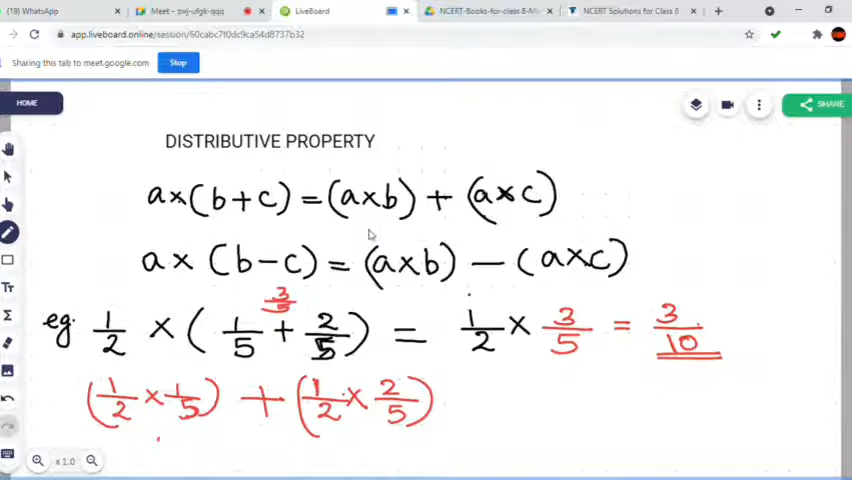 (19) WhatsApp
Meet – zwj-ufgk-qqq
LiveBoard
NCERT-Books-for-class 8-M
NCERT Solutions for Class 8
app.liveboard.online/session/60cabc7f0dc9ca54d8737b32
Sharing this tab to meet.google.com
Stop
HOME
SHARE
DISTRIBUTIVE PROPERTY
a×(b+c) = (a×b) + (a×c)
a× (b−c) = (a×b) − (a×c)
3/5
eg: 1/2 × (1/5 + 2/5) = 1/2 × 3/5 = 3/10
(1/2 × 1/5) + (1/2 × 2/5)
Tт
Σ
x 1.0